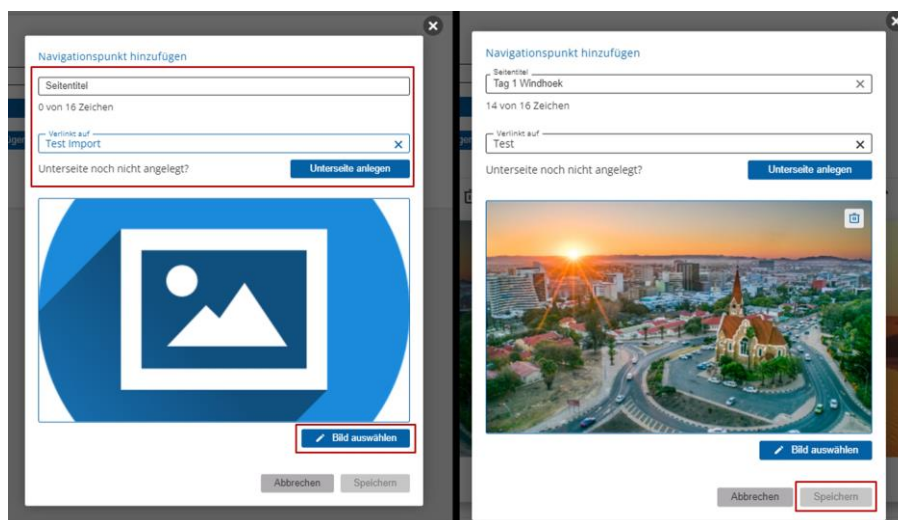 Navigationspunkt hinzufügen
Seitentitel
0 von 16 Zeichen
Verlinkt auf
Test Import
Unterseite noch nicht angelegt?
Unterseite anlegen
Bild auswählen
Abbrechen
Speichern
Navigationspunkt hinzufügen
Seitentitel
Tag 1 Windhoek
14 von 16 Zeichen
Verlinkt auf
Test
Unterseite noch nicht angelegt?
Unterseite anlegen
Bild auswählen
Abbrechen
Speichern